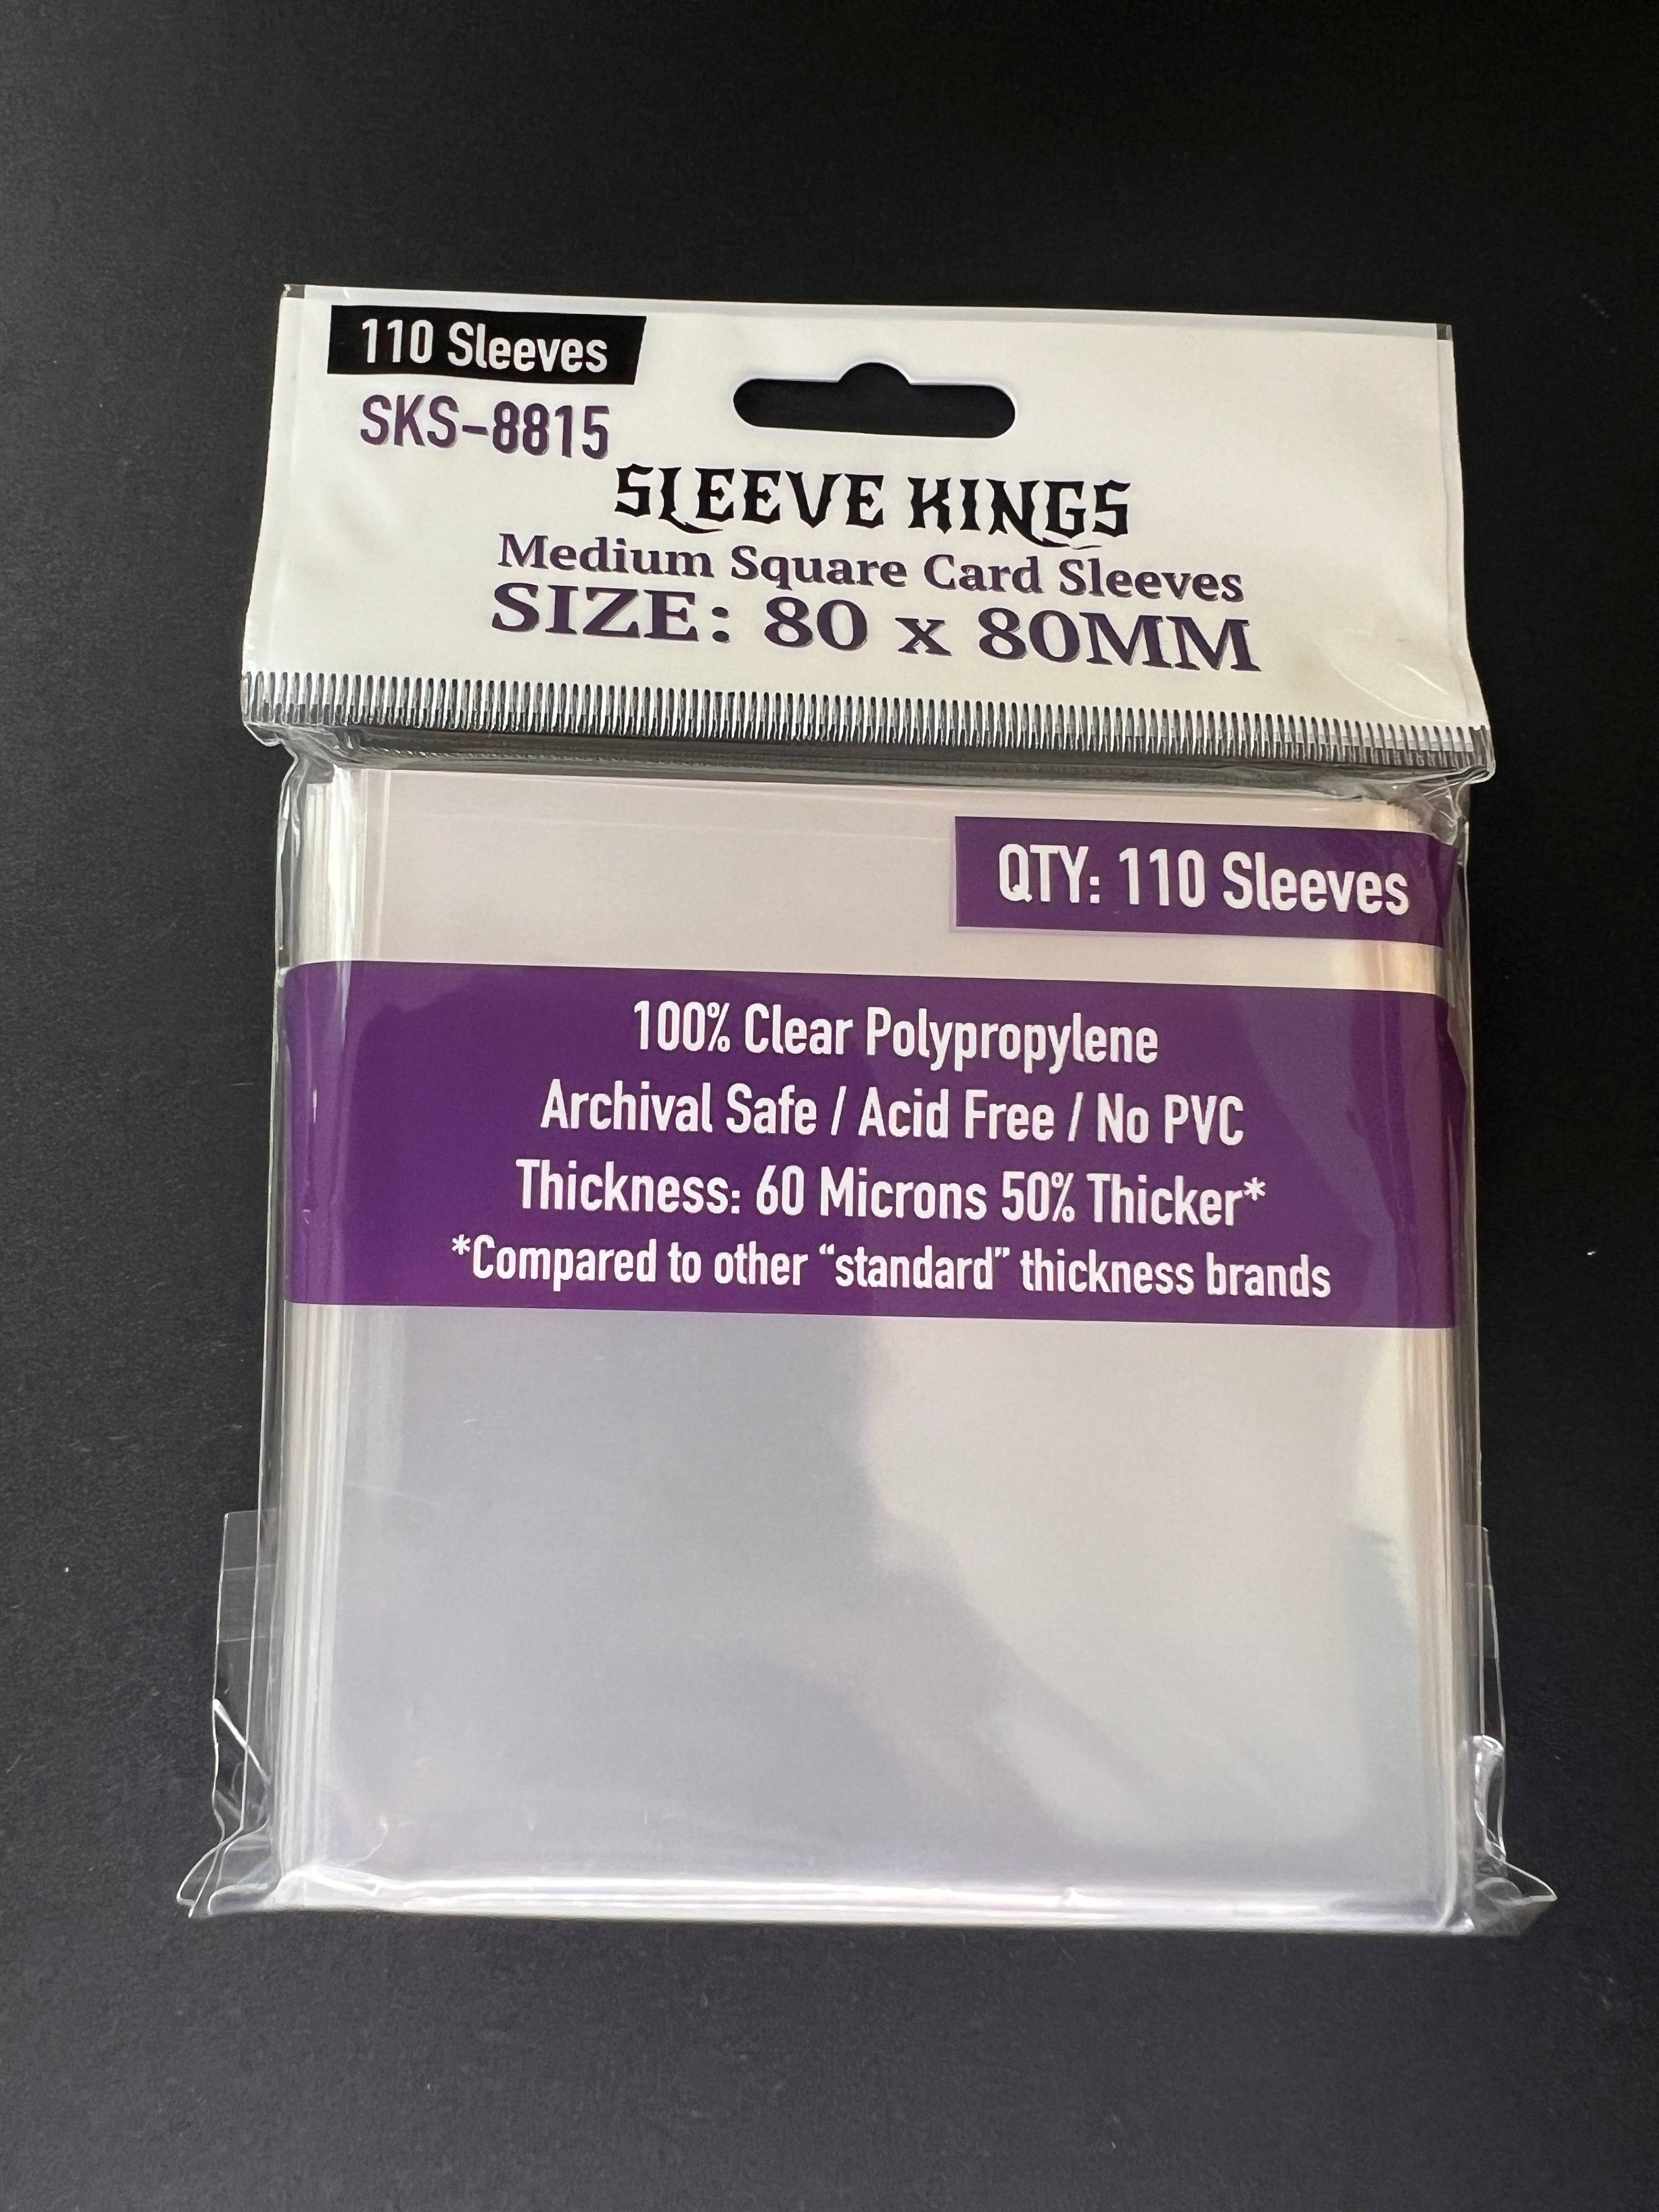 110 Sleeves
SKS-8815
SLEEVE KINGS
Medium Square Card Sleeves
SIZE: 80 x 80MM
QTY: 110 Sleeves
100% Clear Polypropylene
Archival Safe / Acid Free / No PVC
Thickness: 60 Microns 50% Thicker*
*Compared to other “standard” thickness brands